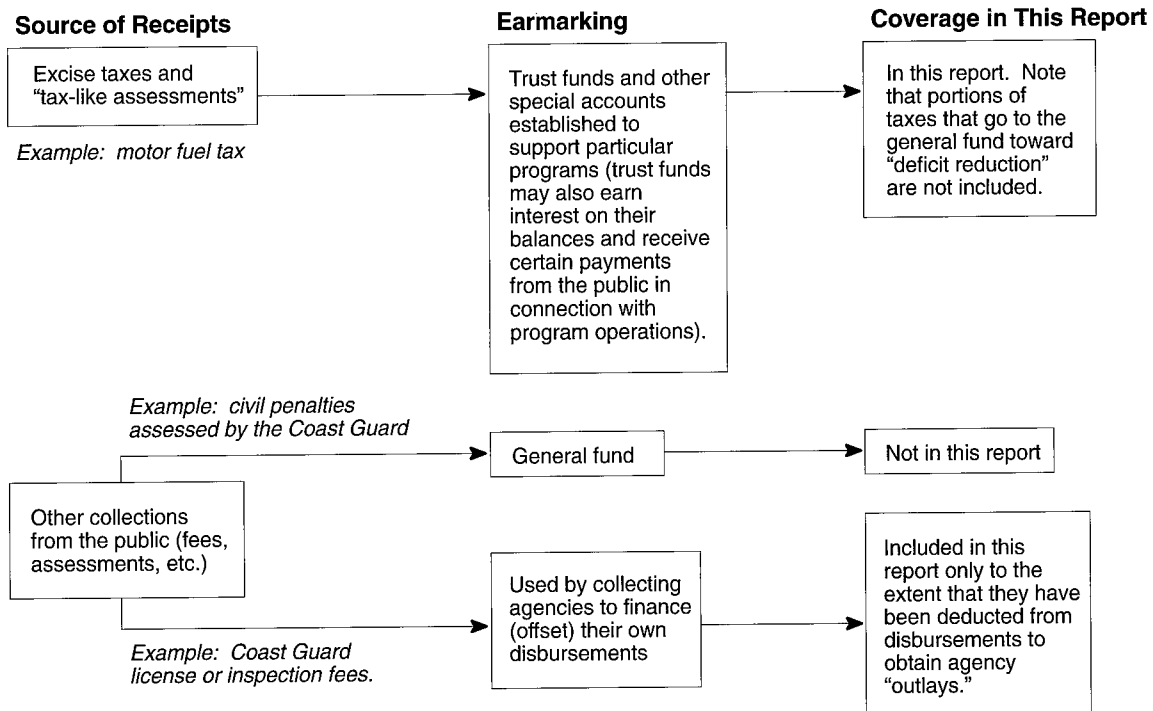 Source of Receipts
Earmarking
Coverage in This Report
Excise taxes and
“tax-like assessments”
Example: motor fuel tax
Trust funds and other
special accounts
established to
support particular
programs (trust funds
may also earn
interest on their
balances and receive
certain payments
from the public in
connection with
program operations).
In this report. Note
that portions of
taxes that go to the
general fund toward
“deficit reduction”
are not included.
Example: civil penalties
assessed by the Coast Guard
General fund
Not in this report
Other collections
from the public (fees,
assessments, etc.)
Used by collecting
agencies to finance
(offset) their own
disbursements
Included in this
report only to the
extent that they have
been deducted from
disbursements to
obtain agency
“outlays.”
Example: Coast Guard
license or inspection fees.